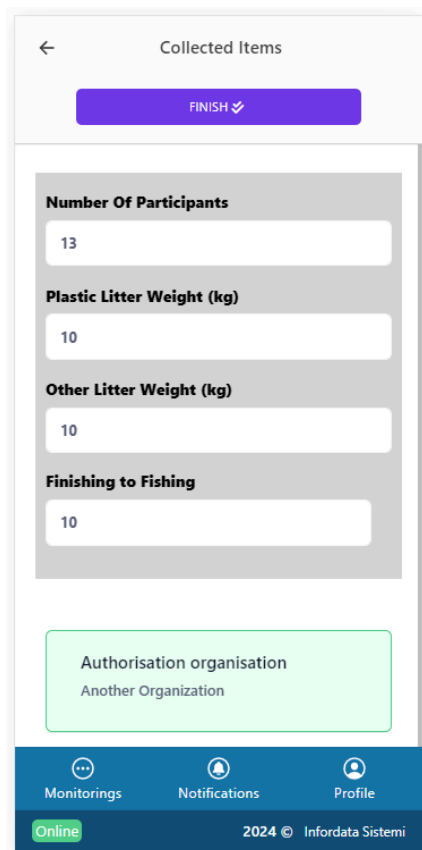 Collected Items
FINISH
Number Of Participants
13
Plastic Litter Weight (kg)
10
Other Litter Weight (kg)
10
Finishing to Fishing
10
Authorisation organisation
Another Organization
Monitorings Notifications Profile
Online 2024 © Infordata Sistemi